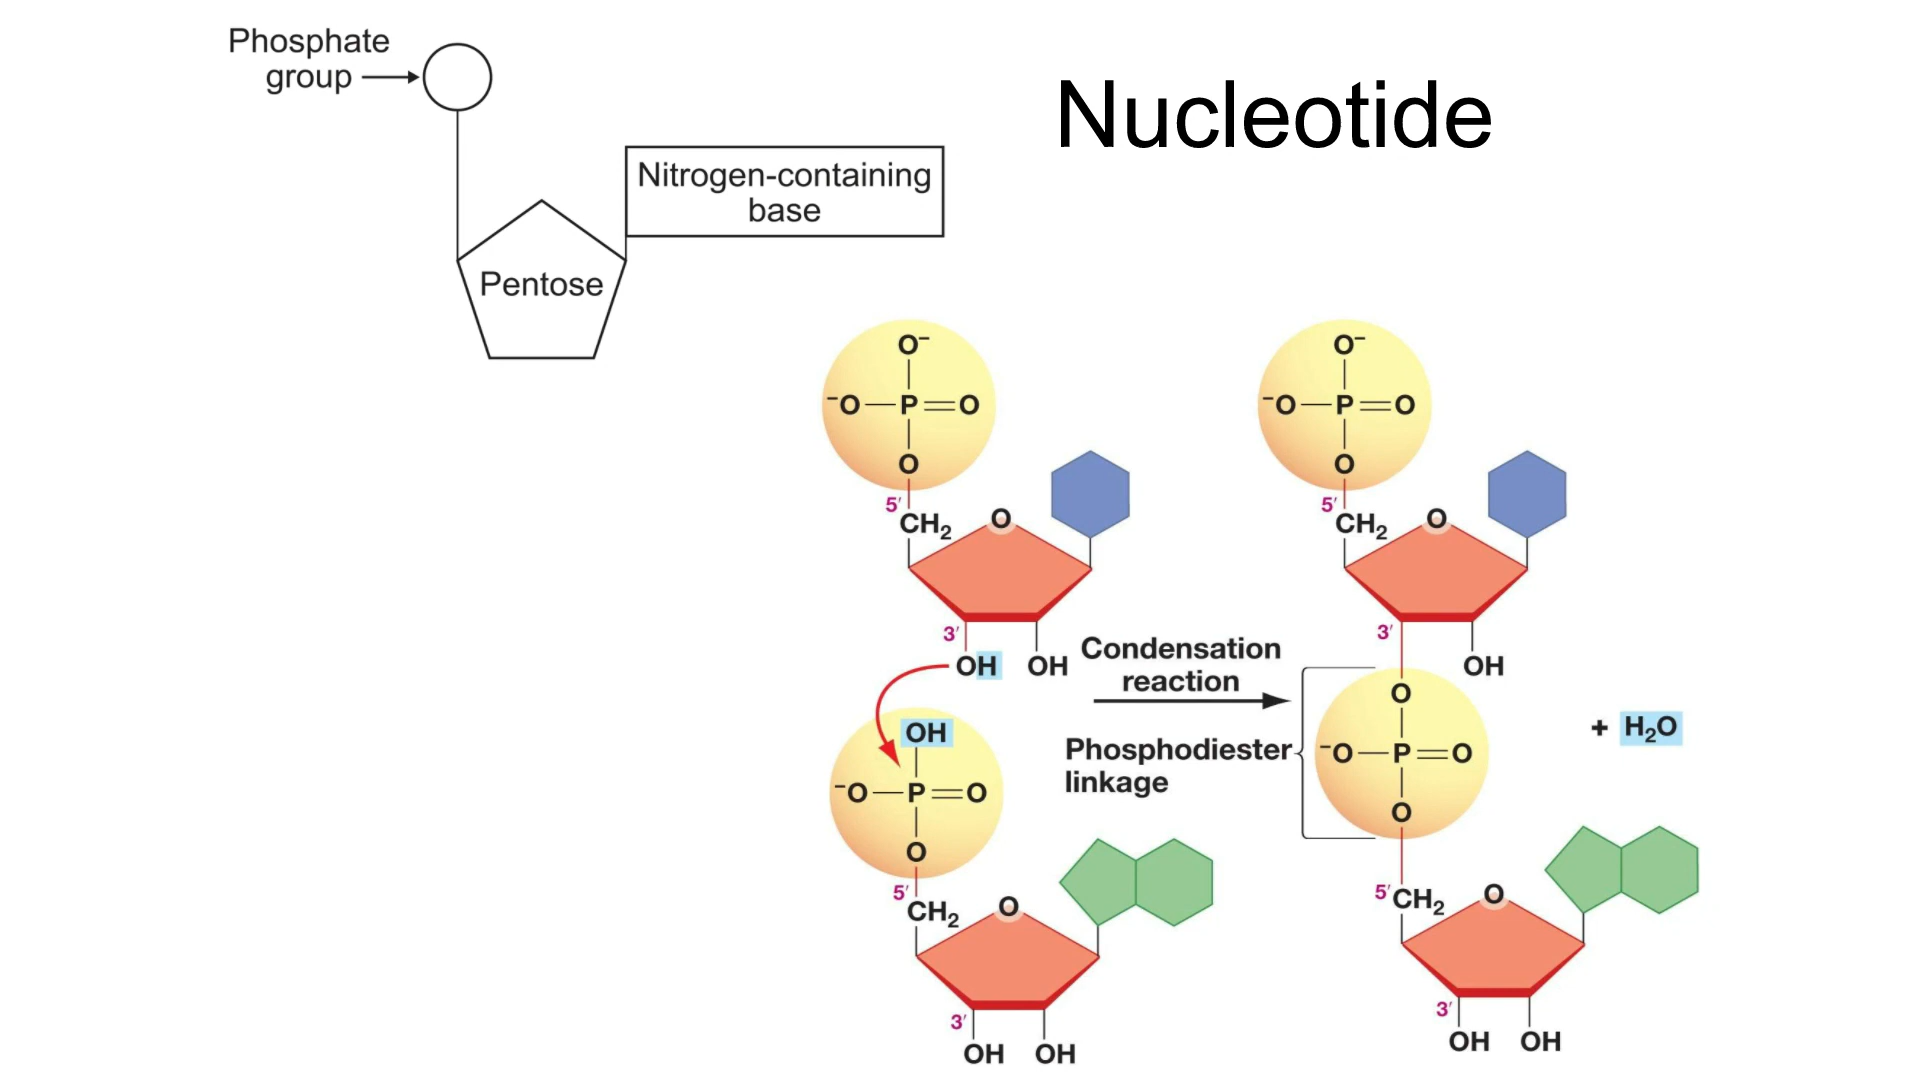 Phosphate
group
Nucleotide
Nitrogen-containing
base
Pentose
O⁻
⁻O P O
O
5′
CH₂
O
3′
OH OH
OH
⁻O P O
O
5′
CH₂
O
3′
OH OH
Condensation
reaction
Phosphodiester
linkage
O⁻
⁻O P O
O
5′
CH₂
O
3′
OH
O
⁻O P O
O
5′
CH₂
O
3′
OH OH
+ H₂O